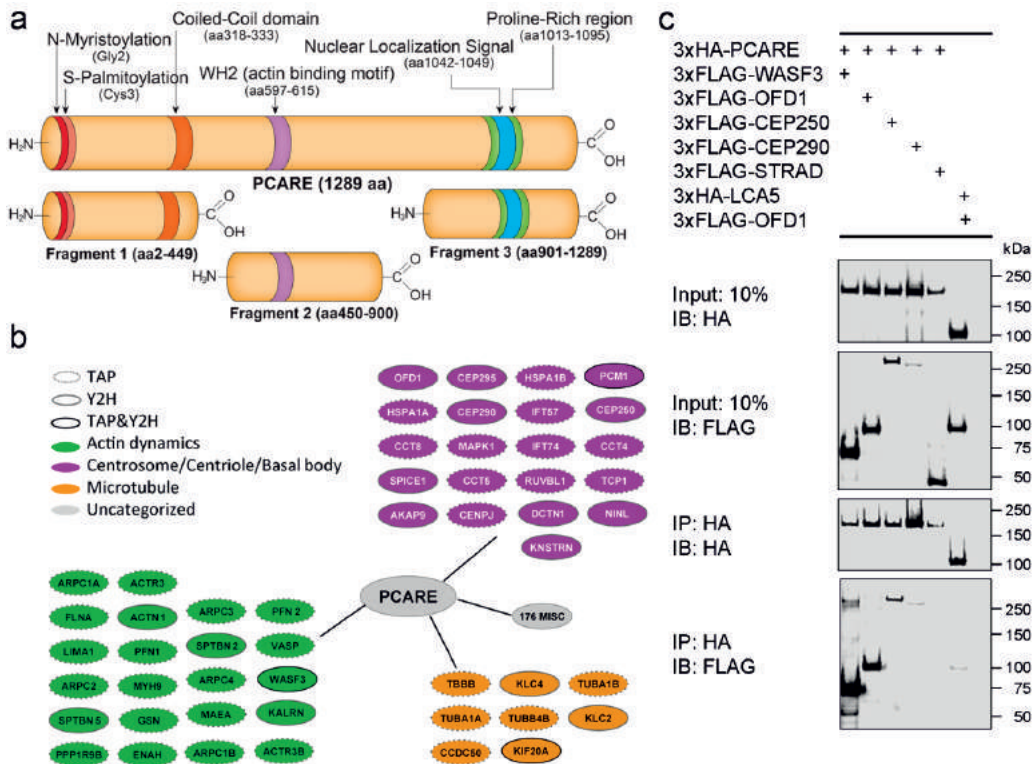 a
N-Myristoylation
(Gly2)
S-Palmitoylation
(Cys3)
Coiled-Coil domain
(aa318-333)
WH2 (actin binding motif)
(aa597-615)
Nuclear Localization Signal
(aa1042-1049)
Proline-Rich region
(aa1013-1095)
H₂N
O
C
OH
PCARE (1289 aa)
H₂N
O
C
OH
Fragment 1 (aa2-449)
H₃N
O
C
OH
Fragment 3 (aa901-1289)
H₃N
O
C
OH
Fragment 2 (aa450-900)
b
TAP
Y2H
TAP&Y2H
Actin dynamics
Centrosome/Centriole/Basal body
Microtubule
Uncategorized
OFD1 CEP295 HSPA1B PCM1
HSPA1A CEP290 IFT57 CEP250
CCT8 MAPK1 IFT74 CCT4
SPICE1 CCT5 RUVBL1 TCP1
AKAP9 CENPJ DCTN1 NINL
KNSTRN
PCARE
176 MISC
ARPC1A ACTR3
FLNA ACTN1 ARPC3 PFN2
LIMA1 PFN1 SPTBN2 VASP
ARPC2 MYH9 ARPC4 WASF3
SPTBN5 GSN MAEA KALRN
PPP1R9B ENAH ARPC1B ACTR3B
TBBB KLC4 TUBA1B
TUBA1A TUBB4B KLC2
CCDC50 KIF20A
c
3xHA-PCARE + + + + +
3xFLAG-WASF3 +
3xFLAG-OFD1 +
3xFLAG-CEP250 +
3xFLAG-CEP290 +
3xFLAG-STRAD +
3xHA-LCA5 +
3xFLAG-OFD1 +
kDa
Input: 10%
IB: HA
250
150
100
Input: 10%
IB: FLAG
250
150
100
75
50
IP: HA
IB: HA
250
150
100
IP: HA
IB: FLAG
250
150
100
75
50